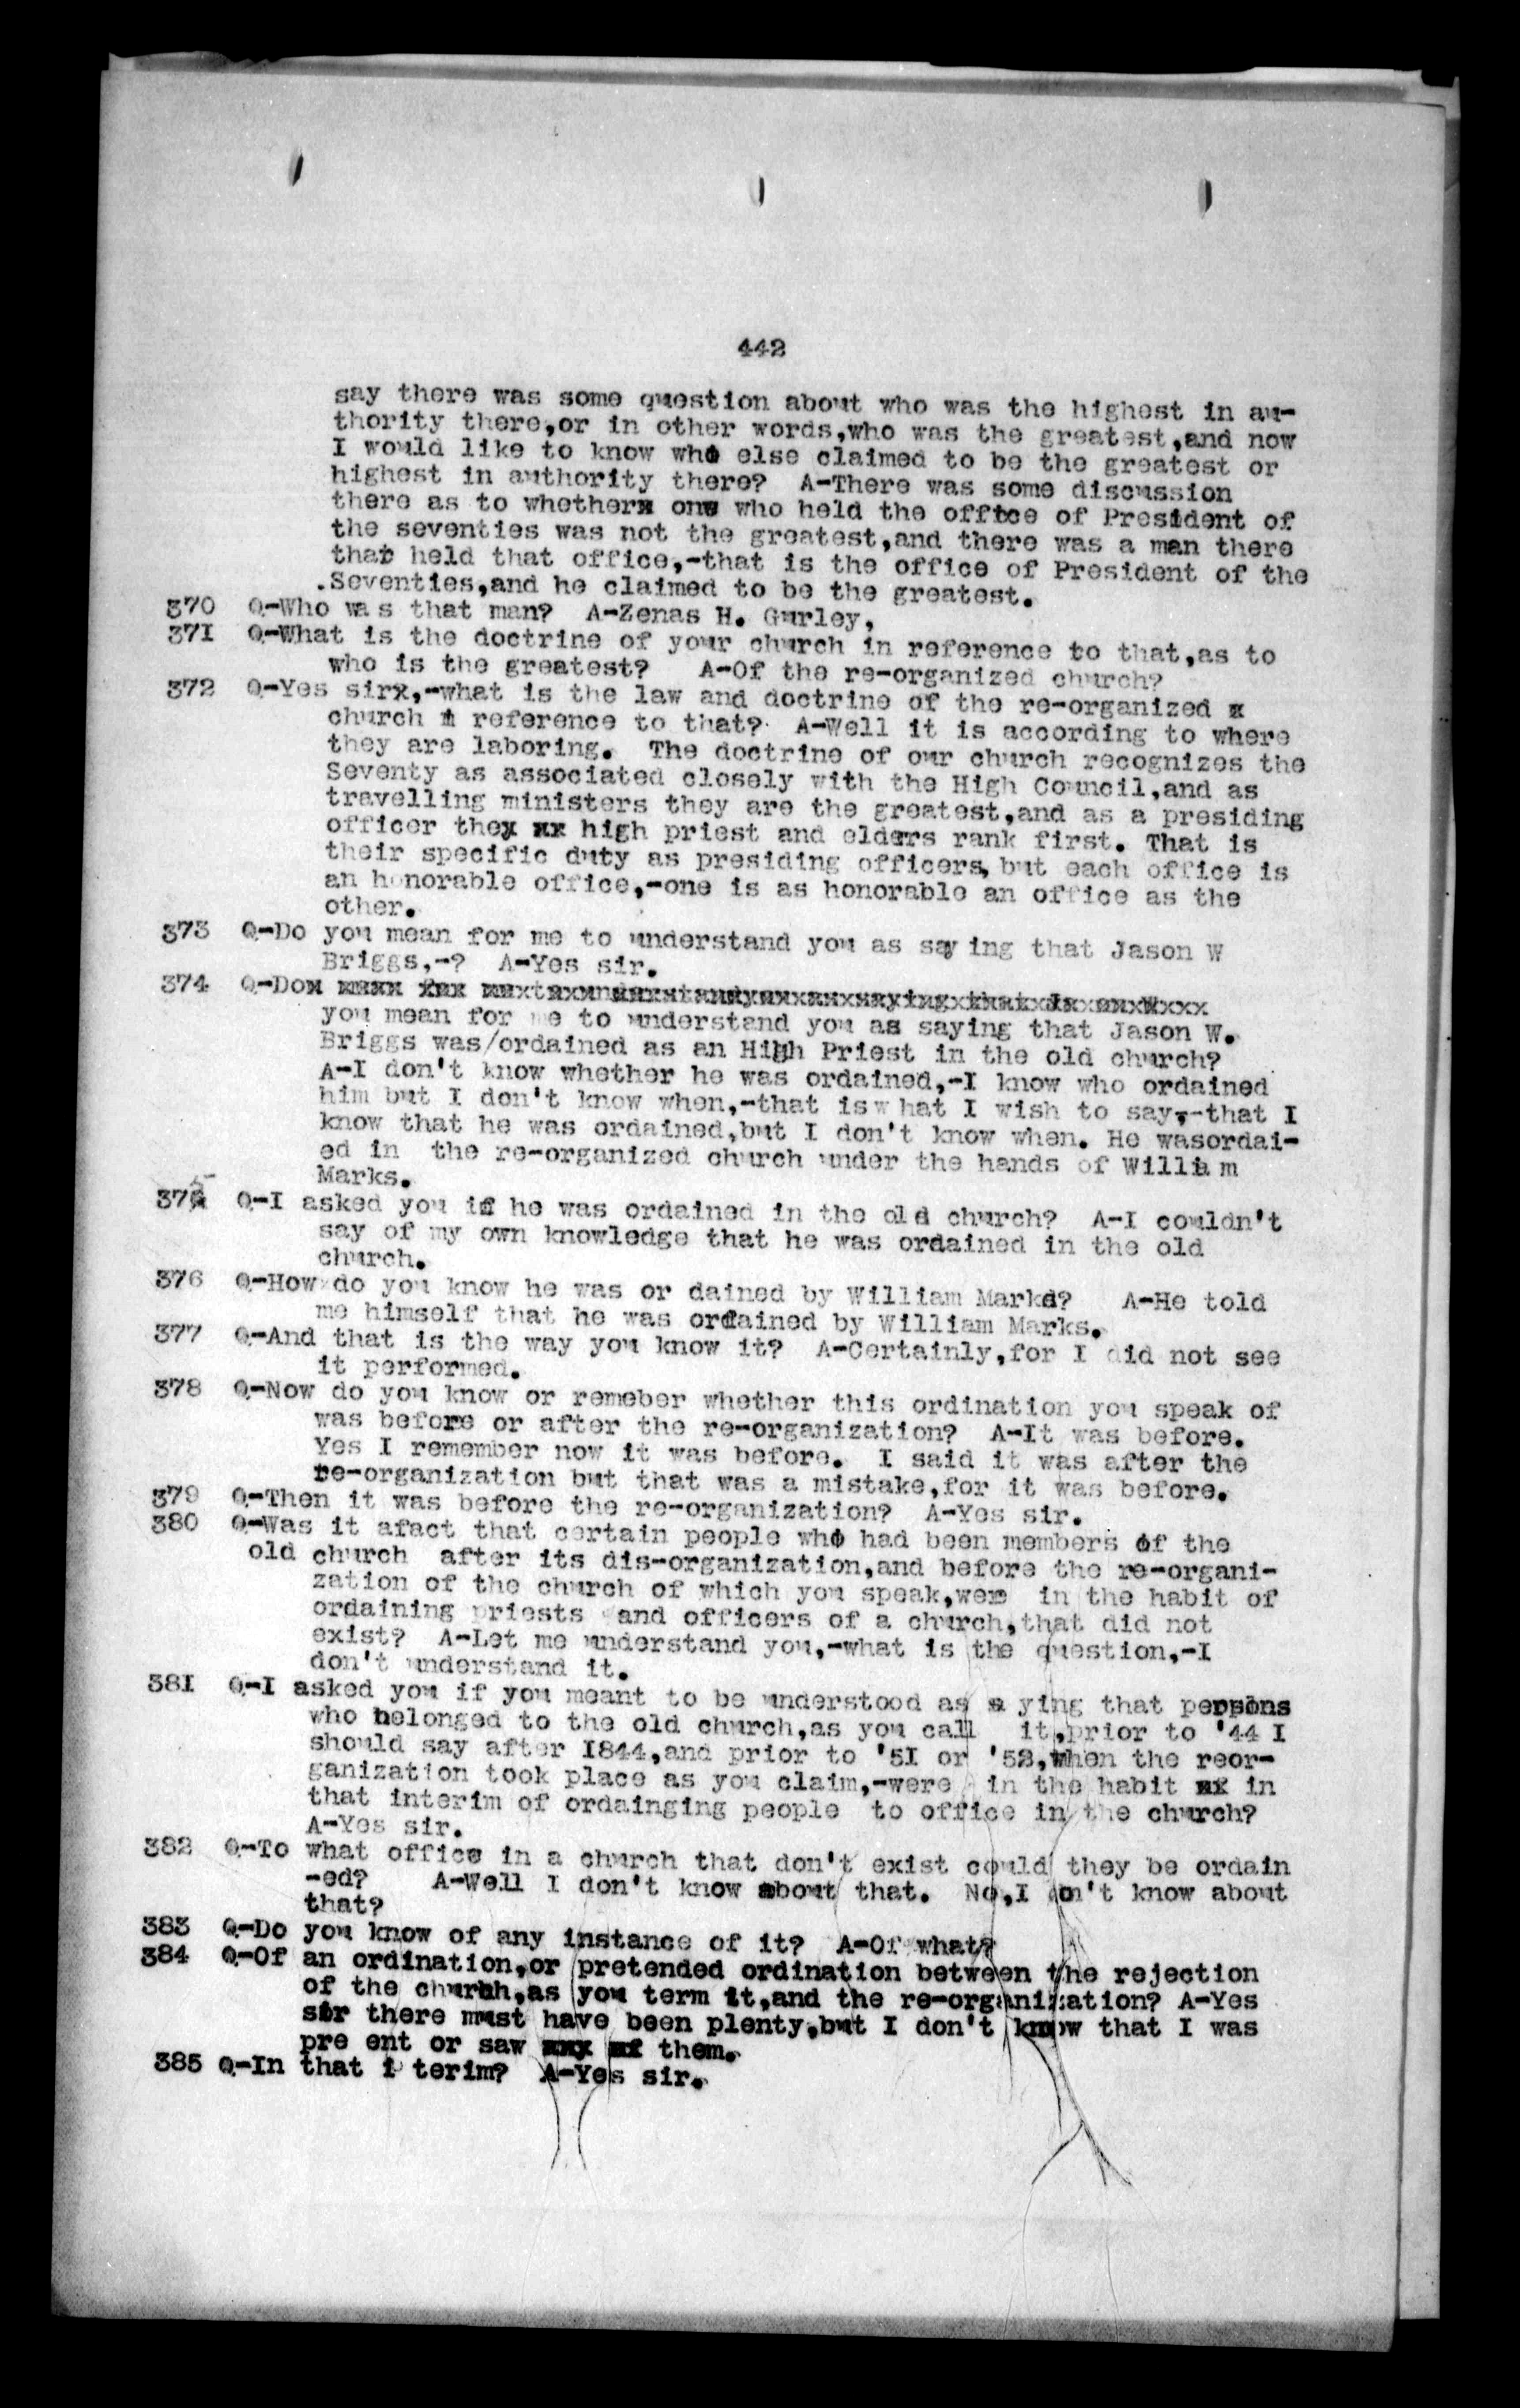 442
say there was some question about who was the highest in au-
thority there,or in other words,who was the greatest,and now
I would like to know who else claimed to be the greatest or
highest in authority there? A-There was some discussion
there as to whetherx one who held the office of President of
the seventies was not the greatest,and there was a man there
that held that office,-that is the office of President of the
.Seventies,and he claimed to be the greatest.
370 Q-Who was that man? A-Zenas H. Gurley,
371 Q-What is the doctrine of your church in reference to that,as to
who is the greatest? A-Of the re-organized church?
372 Q-Yes sirx,-what is the law and doctrine of the re-organized x
church i reference to that? A-Well it is according to where
they are laboring. The doctrine of our church recognizes the
Seventy as associated closely with the High Council,and as
travelling ministers they are the greatest,and as a presiding
officer they xx high priest and elders rank first. That is
their specific duty as presiding officers, but each office is
an honorable office,-one is as honorable an office as the
other.
373 Q-Do you mean for me to understand you as say ing that Jason W
Briggs,-? A-Yes sir.
374 Q-Dox
you mean for me to understand you as saying that Jason W.
Briggs was/ordained as an High Priest in the old church?
A-I don't know whether he was ordained,-I know who ordained
him but I don't know when,-that is w hat I wish to say,--that I
know that he was ordained,but I don't know when. He wasordai-
ed in the re-organized church under the hands of Willia m
Marks.
375 Q-I asked you if he was ordained in the old church? A-I couldn't
say of my own knowledge that he was ordained in the old
church.
376 Q-How do you know he was or dained by William Marks? A-He told
me himself that he was ordained by William Marks.
377 Q-And that is the way you know it? A-Certainly,for I did not see
it performed.
378 Q-Now do you know or remeber whether this ordination you speak of
was before or after the re-organization? A-It was before.
Yes I remember now it was before. I said it was after the
re-organization but that was a mistake,for it was before.
379 Q-Then it was before the re-organization? A-Yes sir.
380 Q-Was it afact that certain people who had been members of the
old church after its dis-organization,and before the re-organi-
zation of the church of which you speak,were in the habit of
ordaining priests and officers of a church,that did not
exist? A-Let me understand you,-what is the question,-I
don't understand it.
381 Q-I asked you if you meant to be understood as sa ying that persons
who belonged to the old church,as you call it,prior to '44 I
should say after 1844,and prior to '51 or '52,when the reor-
ganization took place as you claim,-were in the habit xx in
that interim of ordainging people to office in the church?
A-Yes sir.
382 Q-To what office in a church that don't exist could they be ordain
-ed? A-Well I don't know about that. No,I don't know about
that?
383 Q-Do you know of any instance of it? A-Of what?
384 Q-Of an ordination,or pretended ordination between the rejection
of the church,as you term it,and the re-organization? A-Yes
sir there must have been plenty,but I don't know that I was
pre ent or saw xxx xx them.
385 Q-In that i terim? A-Yes sir.